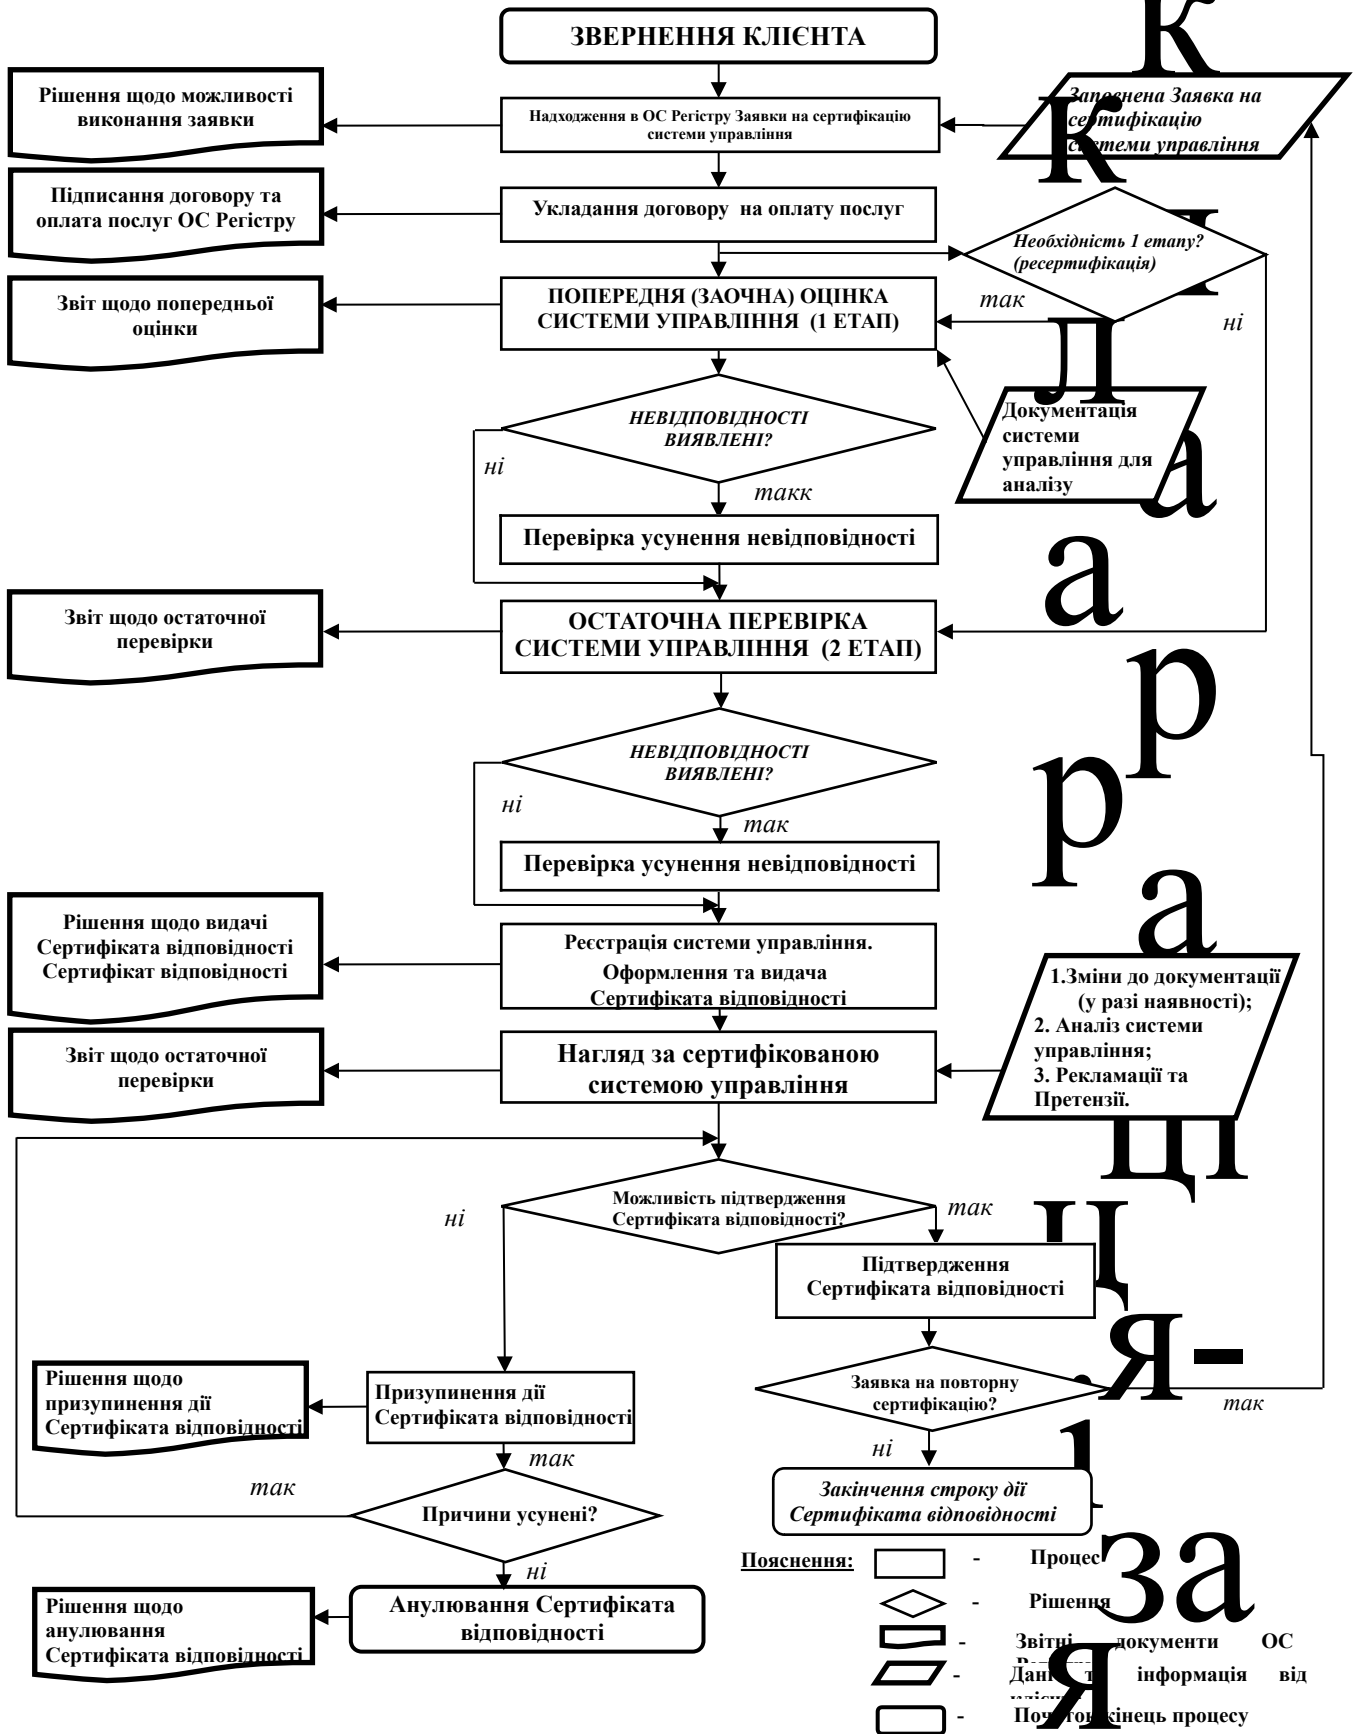 ЗВЕРНЕННЯ КЛІЄНТА
Рішення щодо можливості
виконання заявки
Надходження в ОС Регістру Заявки на сертифікацію
системи управління
Заповнена Заявка на
сертифікацію
системи управління
Підписання договору та
оплата послуг ОС Регістру
Укладання договору на оплату послуг
Необхідність 1 етапу?
(ресертифікація)
так
ні
Звіт щодо попередньої
оцінки
ПОПЕРЕДНЯ (ЗАОЧНА) ОЦІНКА
СИСТЕМИ УПРАВЛІННЯ (1 ЕТАП)
НЕВІДПОВІДНОСТІ
ВИЯВЛЕНІ?
ні
такк
Документація
системи
управління для
аналізу
Перевірка усунення невідповідності
Звіт щодо остаточної
перевірки
ОСТАТОЧНА ПЕРЕВІРКА
СИСТЕМИ УПРАВЛІННЯ (2 ЕТАП)
НЕВІДПОВІДНОСТІ
ВИЯВЛЕНІ?
ні
так
Перевірка усунення невідповідності
Рішення щодо видачі
Сертифіката відповідності
Сертифікат відповідності
Реєстрація системи управління.
Оформлення та видача
Сертифіката відповідності
1.Зміни до документації
(у разі наявності);
2. Аналіз системи
управління;
3. Рекламації та
Претензії.
Звіт щодо остаточної
перевірки
Нагляд за сертифікованою
системою управління
Можливість підтвердження
Сертифіката відповідності?
ні
так
Підтвердження
Сертифіката відповідності
Рішення щодо
призупинення дії
Сертифіката відповідності
Призупинення дії
Сертифіката відповідності
Заявка на повторну
сертифікацію?
так
ні
так
так
Причини усунені?
Закінчення строку дії
Сертифіката відповідності
ні
Рішення щодо
анулювання
Сертифіката відповідності
Анулювання Сертифіката
відповідності
Пояснення:
- Процес
- Рішення
- Звітні документи ОС
- Дані та інформація від
- Початок кінець процесу
к
л
а
р
а
ці
я-
за
к
л
а
р
ц
я